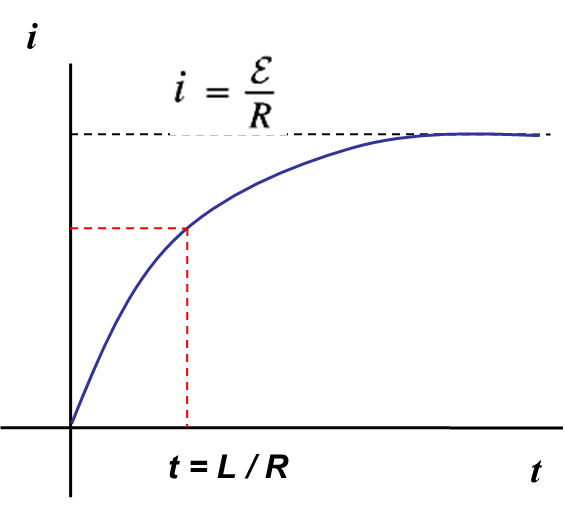 i
i = ℰ/R
t = L / R
t